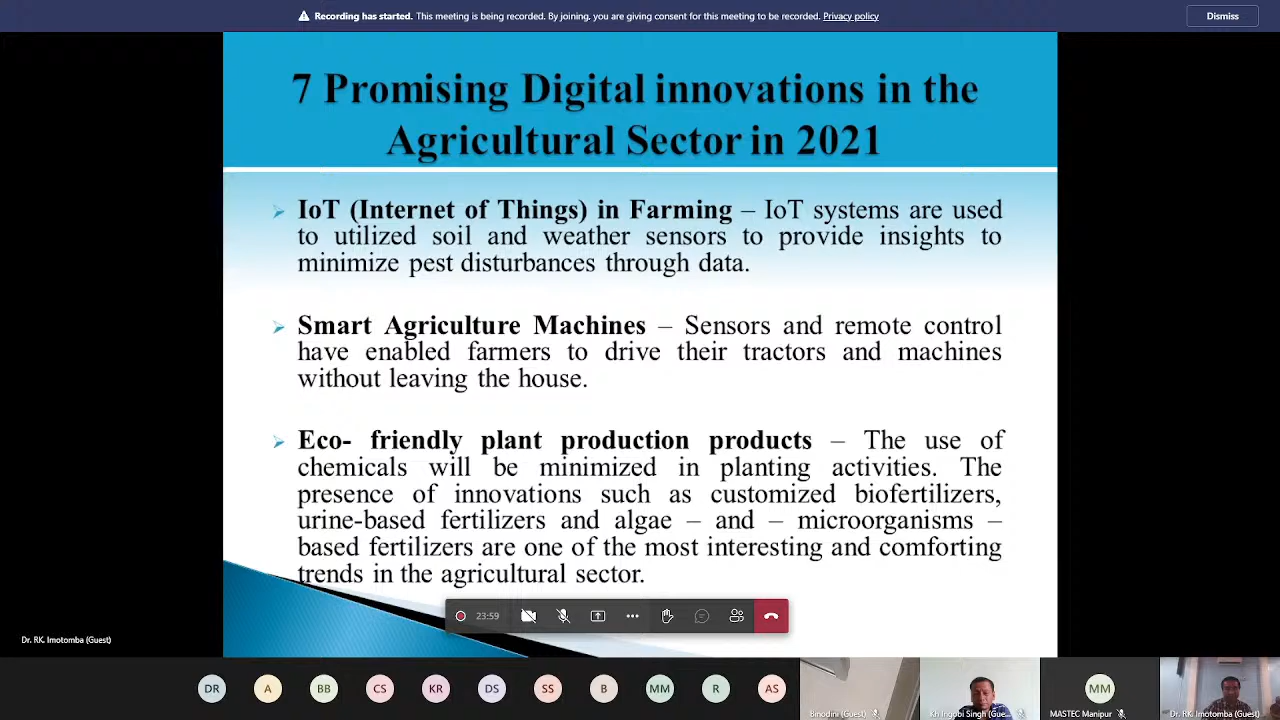 Recording has started. This meeting is being recorded. By joining, you are giving consent for this meeting to be recorded. Privacy policy
Dismiss
7 Promising Digital innovations in the
Agricultural Sector in 2021
IoT (Internet of Things) in Farming – IoT systems are used
to utilized soil and weather sensors to provide insights to
minimize pest disturbances through data.
Smart Agriculture Machines – Sensors and remote control
have enabled farmers to drive their tractors and machines
without leaving the house.
Eco- friendly plant production products – The use of
chemicals will be minimized in planting activities. The
presence of innovations such as customized biofertilizers,
urine-based fertilizers and algae – and – microorganisms –
based fertilizers are one of the most interesting and comforting
trends in the agricultural sector.
23:59
Dr. RK. Imotomba (Guest)
DR A BB CS KR DS SS B MM R AS MM
Binodini (Guest) Kh Ingobi Singh (Gue... MASTEC Manipur Dr. RK. Imotomba (Guest)